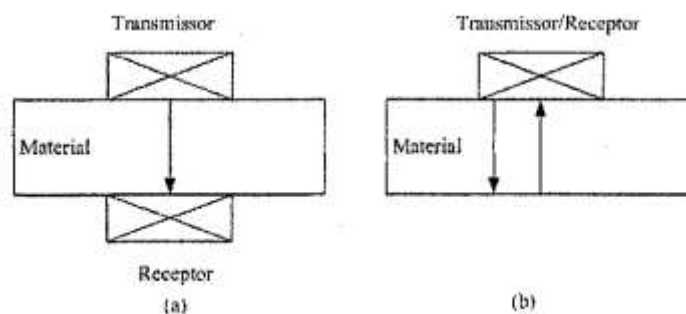 Transmissor
Transmissor/Receptor
Material
Material
Receptor
(a)
(b)